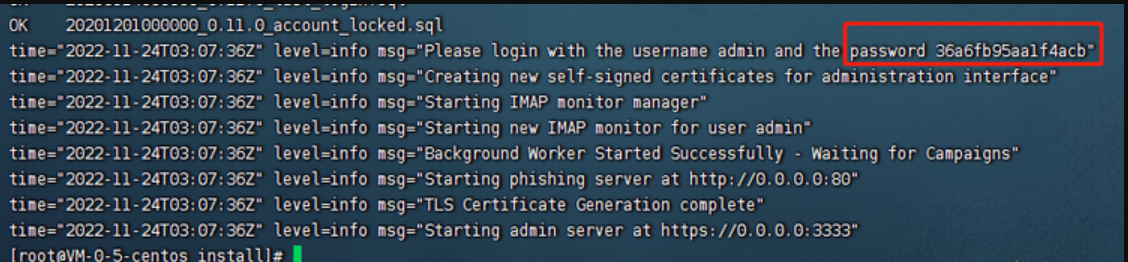 OK    20201201000000_0.11.0_account_locked.sql
time="2022-11-24T03:07:36Z" level=info msg="Please login with the username admin and the password 36a6fb95aa1f4acb"
time="2022-11-24T03:07:36Z" level=info msg="Creating new self-signed certificates for administration interface"
time="2022-11-24T03:07:36Z" level=info msg="Starting IMAP monitor manager"
time="2022-11-24T03:07:36Z" level=info msg="Starting new IMAP monitor for user admin"
time="2022-11-24T03:07:36Z" level=info msg="Background Worker Started Successfully - Waiting for Campaigns"
time="2022-11-24T03:07:36Z" level=info msg="Starting phishing server at http://0.0.0.0:80"
time="2022-11-24T03:07:36Z" level=info msg="TLS Certificate Generation complete"
time="2022-11-24T03:07:36Z" level=info msg="Starting admin server at https://0.0.0.0:3333"
[root@VM-0-5-centos install]#